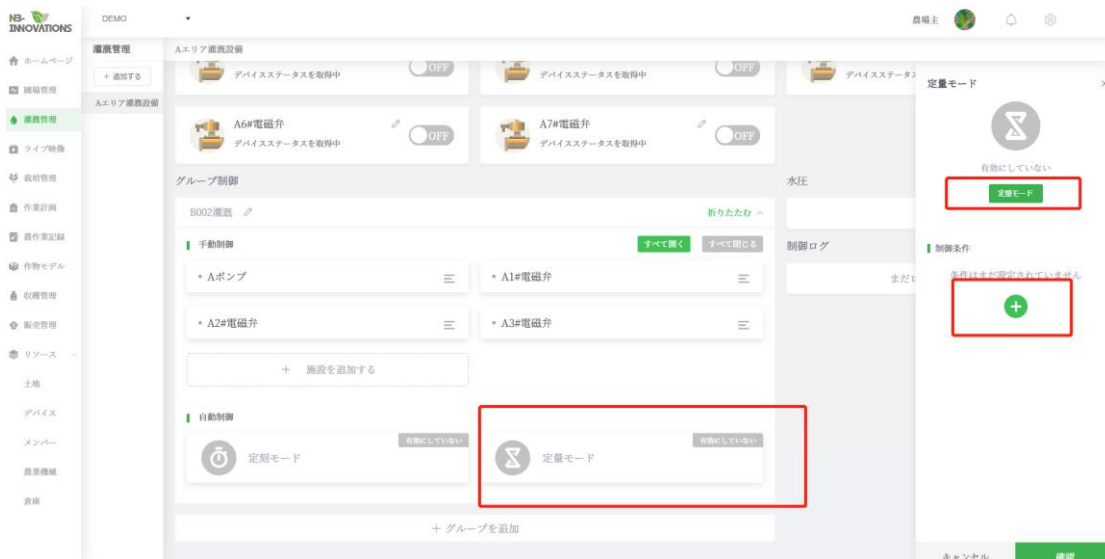 NB-
INNOVATIONS
DEMO
農場主
ホームページ
圃場管理
灌漑管理
ライブ映像
栽培管理
作業計画
農作業記録
作物モデル
収穫管理
販売管理
リソース
土地
デバイス
メンバー
農業機械
倉庫
灌漑管理
+ 追加する
Aエリア灌漑設備
Aエリア灌漑設備
デバイスステータスを取得中
OFF
デバイスステータスを取得中
OFF
デバイスステータス
A6#電磁弁
デバイスステータスを取得中
OFF
A7#電磁弁
デバイスステータスを取得中
OFF
グループ制御
B002灌漑
折りたたむ
手動制御
すべて開く
すべて閉じる
• Aポンプ
• A1#電磁弁
• A2#電磁弁
• A3#電磁弁
+ 施設を追加する
自動制御
定刻モード
有効にしていない
定量モード
有効にしていない
+ グループを追加
水圧
制御ログ
まだ
定量モード
有効にしていない
定量モード
制御条件
条件はまだ設定されていません
キャンセル
確認